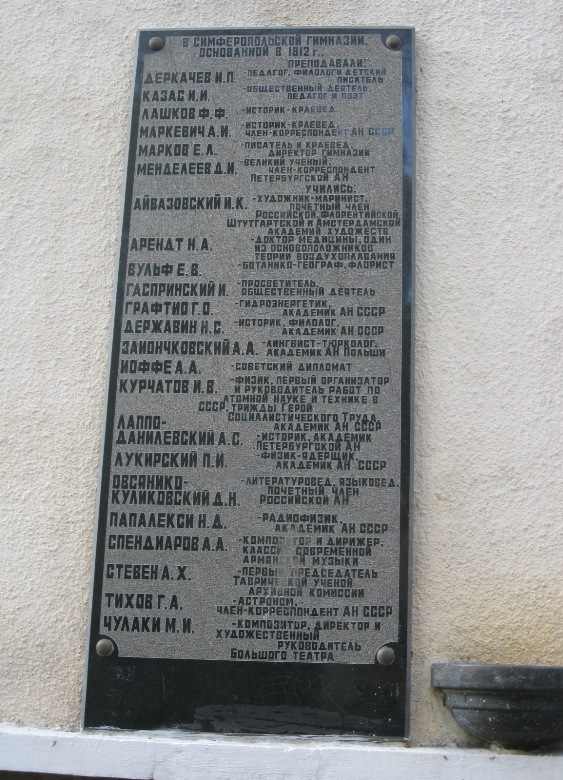 В СИМФЕРОПОЛЬСКОЙ ГИМНАЗИИ,
ОСНОВАННОЙ В 1812 Г.,
ПРЕПОДАВАЛИ:
ДЕРКАЧЕВ И.П. -ПЕДАГОГ, ФИЛОЛОГ И ДЕТСКИЙ
ПИСАТЕЛЬ
КАЗАС И.И. -ОБЩЕСТВЕННЫЙ ДЕЯТЕЛЬ
ПЕДАГОГ И ПОЭТ
ЛАШКОВ Ф.Ф. -ИСТОРИК-КРАЕВЕД
МАРКЕВИЧ А.И. -ИСТОРИК-КРАЕВЕД
ЧЛЕН-КОРРЕСПОНДЕНТ АН СССР
МАРКОВ Е.Л. -ПИСАТЕЛЬ И КРАЕВЕД,
ДИРЕКТОР ГИМНАЗИИ
МЕНДЕЛЕЕВ Д.И. -ВЕЛИКИЙ УЧЕНЫЙ,
ЧЛЕН-КОРРЕСПОНДЕНТ
ПЕТЕРБУРГСКОЙ АН
УЧИЛИСЬ:
АЙВАЗОВСКИЙ И.К. -ХУДОЖНИК-МАРИНИСТ,
ПОЧЕТНЫЙ ЧЛЕН
РОССИЙСКОЙ, ФЛОРЕНТИЙСКОЙ,
ШТУТГАРТСКОЙ И АМСТЕРДАМСКОЙ
АКАДЕМИЙ ХУДОЖЕСТВ
АРЕНДТ Н.А. -ДОКТОР МЕДИЦИНЫ, ОДИН
ИЗ ОСНОВОПОЛОЖНИКОВ
ТЕОРИИ ВОЗДУХОПЛАВАНИЯ
ВУЛЬФ Е.В. -БОТАНИКО-ГЕОГРАФ, ФЛОРИСТ
ГАСПРИНСКИЙ И. -ПРОСВЕТИТЕЛЬ,
ОБЩЕСТВЕННЫЙ ДЕЯТЕЛЬ
ГРАФТИО Г.О. -ГИДРОЭНЕРГЕТИК,
АКАДЕМИК АН СССР
ДЕРЖАВИН Н.С. -ИСТОРИК, ФИЛОЛОГ,
АКАДЕМИК АН СССР
ЗАЙОНЧКОВСКИЙ А.А. -ЛИНГВИСТ-ТЮРКОЛОГ,
АКАДЕМИК АН ПОЛЬШИ
ИОФФЕ А.А. -СОВЕТСКИЙ ДИПЛОМАТ
КУРЧАТОВ И.В. -ФИЗИК, ПЕРВЫЙ ОРГАНИЗАТОР
И РУКОВОДИТЕЛЬ РАБОТ ПО
АТОМНОЙ НАУКЕ И ТЕХНИКЕ В
СССР, ТРИЖДЫ ГЕРОЙ
СОЦИАЛИСТИЧЕСКОГО ТРУДА,
АКАДЕМИК АН СССР
ЛАППО-
ДАНИЛЕВСКИЙ А.С. -ИСТОРИК, АКАДЕМИК
ПЕТЕРБУРГСКОЙ АН
ЛУКИРСКИЙ П.И. -ФИЗИК-ЯДЕРЩИК,
АКАДЕМИК АН СССР
ОВСЯНИКО-
КУЛИКОВСКИЙ Д.Н. -ЛИТЕРАТУРОВЕД, ЯЗЫКОВЕД,
ПОЧЕТНЫЙ ЧЛЕН
РОССИЙСКОЙ АН
ПАПАЛЕКСИ Н.Д. -РАДИОФИЗИК,
АКАДЕМИК АН СССР
СПЕНДИАРОВ А.А. -КОМПОЗИТОР И ДИРИЖЕР,
КЛАССИК СОВРЕМЕННОЙ
АРМЯНСКОЙ МУЗЫКИ
СТЕВЕН А.Х. -ПЕРВЫЙ ПРЕДСЕДАТЕЛЬ
ТАВРИЧЕСКОЙ УЧЕНОЙ
АРХИВНОЙ КОМИССИИ
ТИХОВ Г.А. -АСТРОНОМ,
ЧЛЕН-КОРРЕСПОНДЕНТ АН СССР
ЧУЛАКИ М.И. -КОМПОЗИТОР, ДИРЕКТОР И
ХУДОЖЕСТВЕННЫЙ
РУКОВОДИТЕЛЬ
БОЛЬШОГО ТЕАТРА